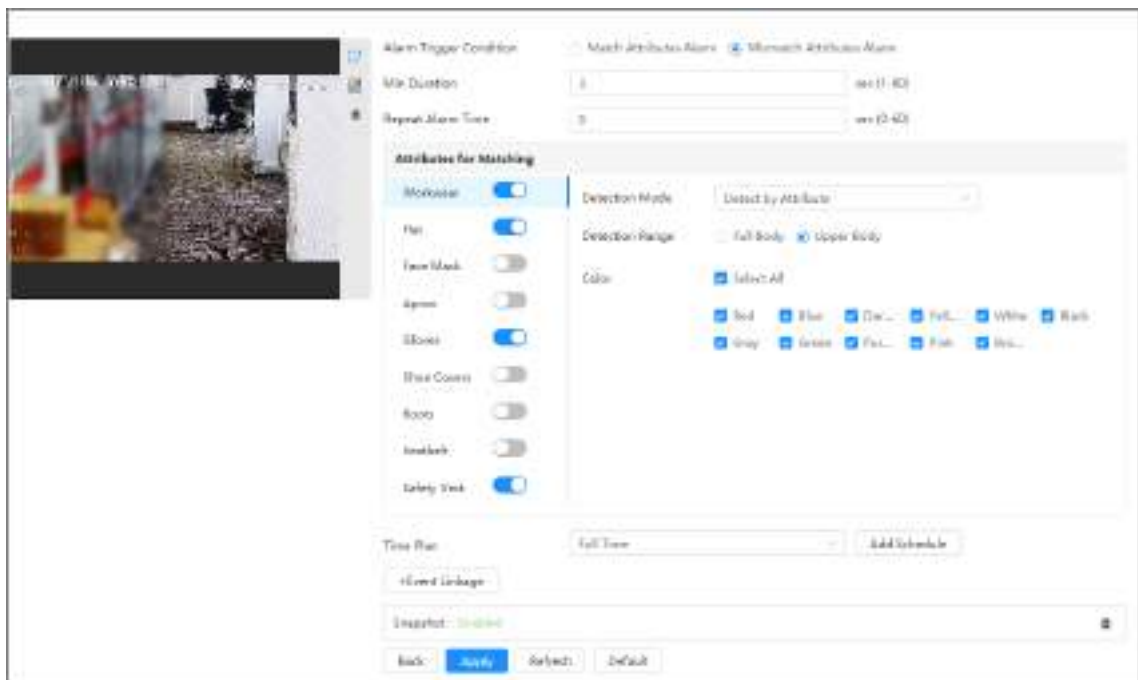 Alarm Trigger Condition Match Attributes Alarm Mismatch Attributes Alarm
Min Duration sec (1-60)
Repeat Alarm Time sec (0-60)
Attributes for Matching
Workwear Detection Mode Detect by Attribute
Hat Detection Range Full Body Upper Body
Face Mask Color Select All
Apron Red Blue Yell... White Black
Gloves Gray Green Pur... Pink Bro...
Shoe Covers
Boots
Seatbelt
Safety Vest
Time Plan Full Time Add Schedule
+Event Linkage
Snapshot Enabled
Back Apply Refresh Default